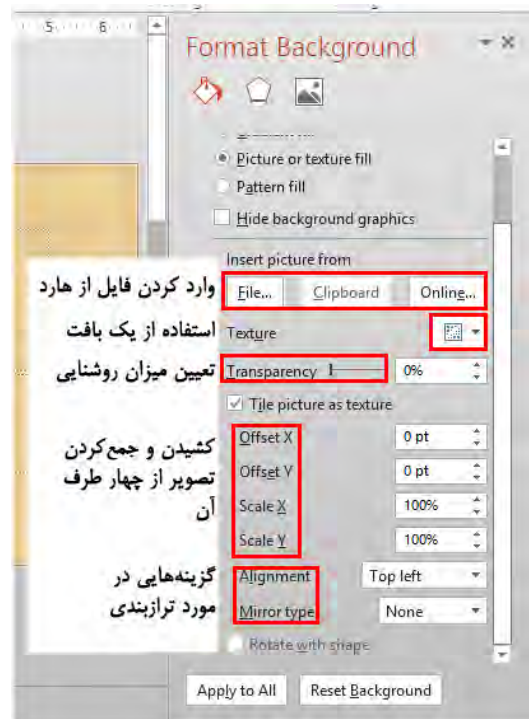 5 6
Format Background
Picture or texture fill
Pattern fill
Hide background graphics
Insert picture from
وارد کردن فایل از هارد
File... Clipboard Online...
استفاده از یک بافت
Texture
تعیین میزان روشنایی
Transparency 0%
Tile picture as texture
کشیدن و جمع‌کردن
تصویر از چهار طرف
آن
Offset X 0 pt
Offset Y 0 pt
Scale X 100%
Scale Y 100%
گزینه‌هایی در
مورد ترازبندی
Alignment Top left
Mirror type None
Rotate with shape
Apply to All Reset Background